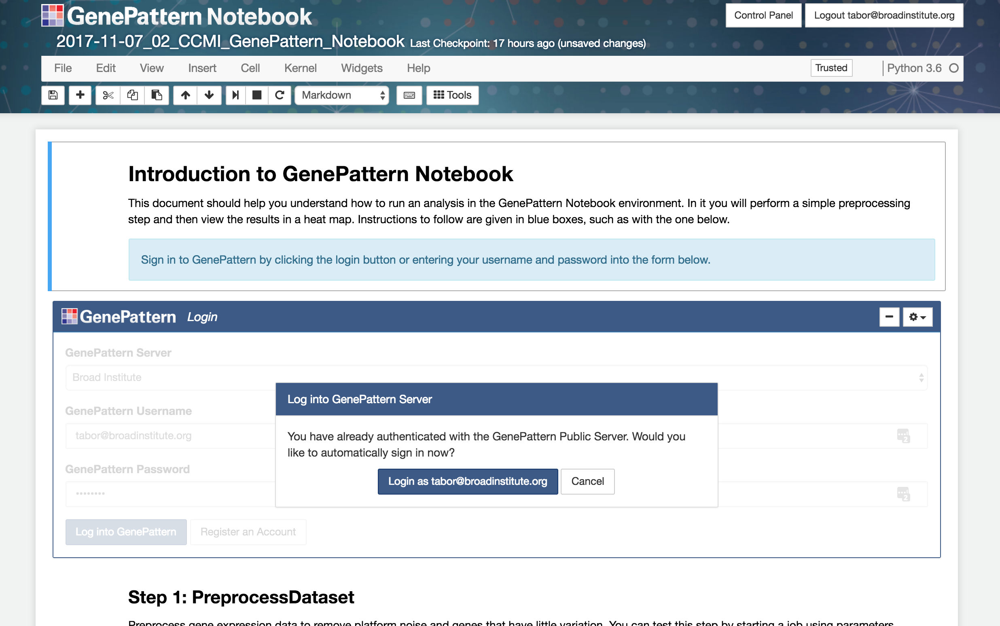 GenePattern Notebook
Control Panel
Logout tabor@broadinstitute.org
2017-11-07_02_CCMI_GenePattern_Notebook Last Checkpoint: 17 hours ago (unsaved changes)
File Edit View Insert Cell Kernel Widgets Help Trusted Python 3.6
Markdown Tools
Introduction to GenePattern Notebook
This document should help you understand how to run an analysis in the GenePattern Notebook environment. In it you will perform a simple preprocessing
step and then view the results in a heat map. Instructions to follow are given in blue boxes, such as with the one below.
Sign in to GenePattern by clicking the login button or entering your username and password into the form below.
GenePattern Login
GenePattern Server
Broad Institute
GenePattern Username
tabor@broadinstitute.org
2
GenePattern Password
••••••••
2
Log into GenePattern Server
You have already authenticated with the GenePattern Public Server. Would you
like to automatically sign in now?
Login as tabor@broadinstitute.org
Cancel
Log into GenePattern
Register an Account
Step 1: PreprocessDataset
Preprocess gene expression data to remove platform noise and genes that have little variation. You can test this step by starting a job using parameters